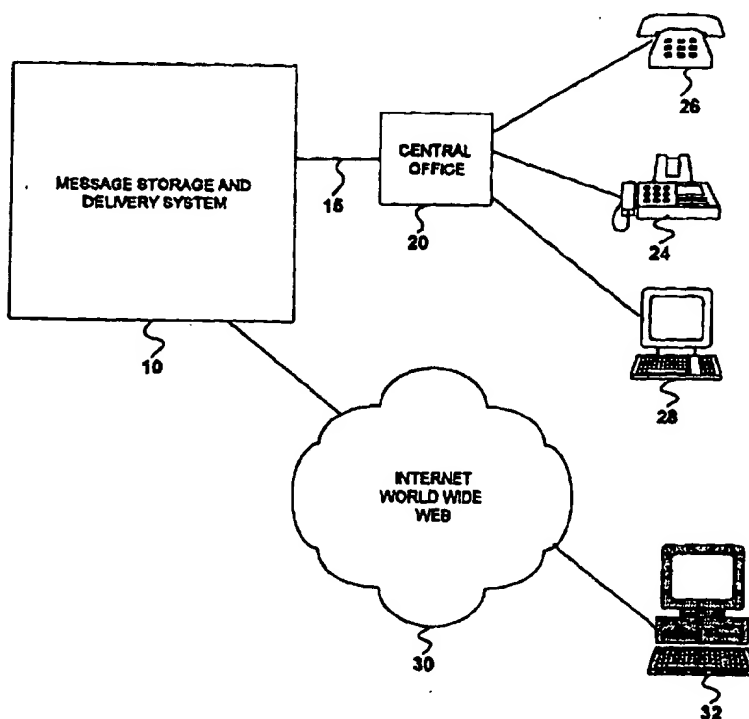 26
CENTRAL
OFFICE
MESSAGE STORAGE AND
DELIVERY SYSTEM
15
20
24
10
28
INTERNET
WORLD WIDE
WEB
30
32